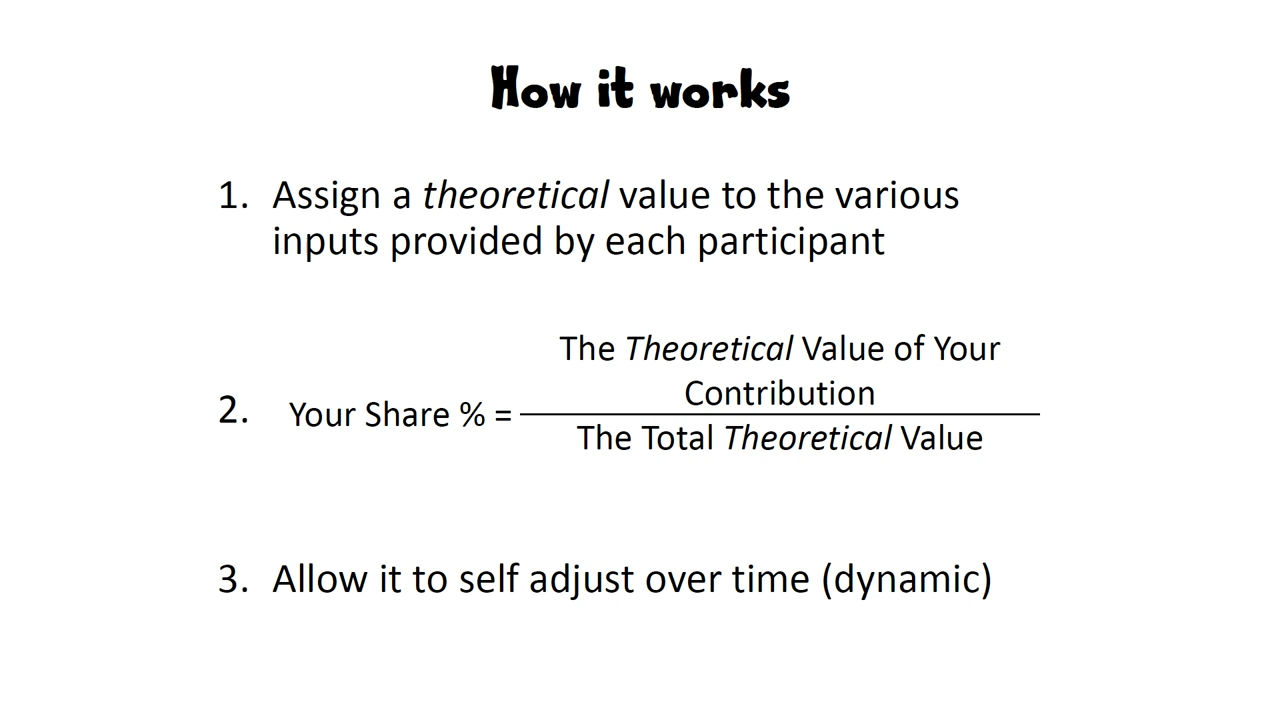 How it works
1. Assign a theoretical value to the various
inputs provided by each participant
The Theoretical Value of Your
Contribution
2. Your Share % =
The Total Theoretical Value
3. Allow it to self adjust over time (dynamic)